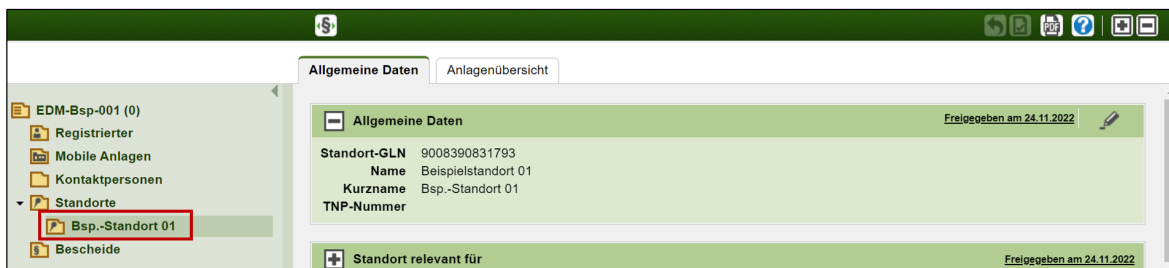 §
PDF
?
Allgemeine Daten
Anlagenübersicht
EDM-Bsp-001 (0)
Registrierter
Mobile Anlagen
Kontaktpersonen
Standorte
Bsp.-Standort 01
§ Bescheide
Allgemeine Daten
Freigegeben am 24.11.2022
Standort-GLN 9008390831793
Name Beispielstandort 01
Kurzname Bsp.-Standort 01
TNP-Nummer
Standort relevant für
Freigegeben am 24.11.2022